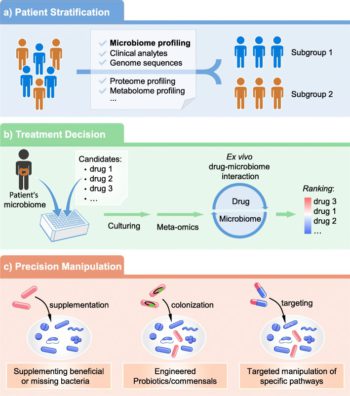 a) Patient Stratification
Microbiome profiling
Clinical analytes
Genome sequences
Proteome profiling
Metabolome profiling
...
Subgroup 1
Subgroup 2
b) Treatment Decision
Patient's
microbiome
Candidates:
• drug 1
• drug 2
• drug 3
• ...
Culturing
Meta-omics
Ex vivo
drug-microbiome
interaction
Drug
Microbiome
Ranking:
drug 3
drug 1
drug 2
...
c) Precision Manipulation
supplementation
Supplementing beneficial
or missing bacteria
colonization
Engineered
Probiotics/commensals
targeting
Targeted manipulation of
specific pathways